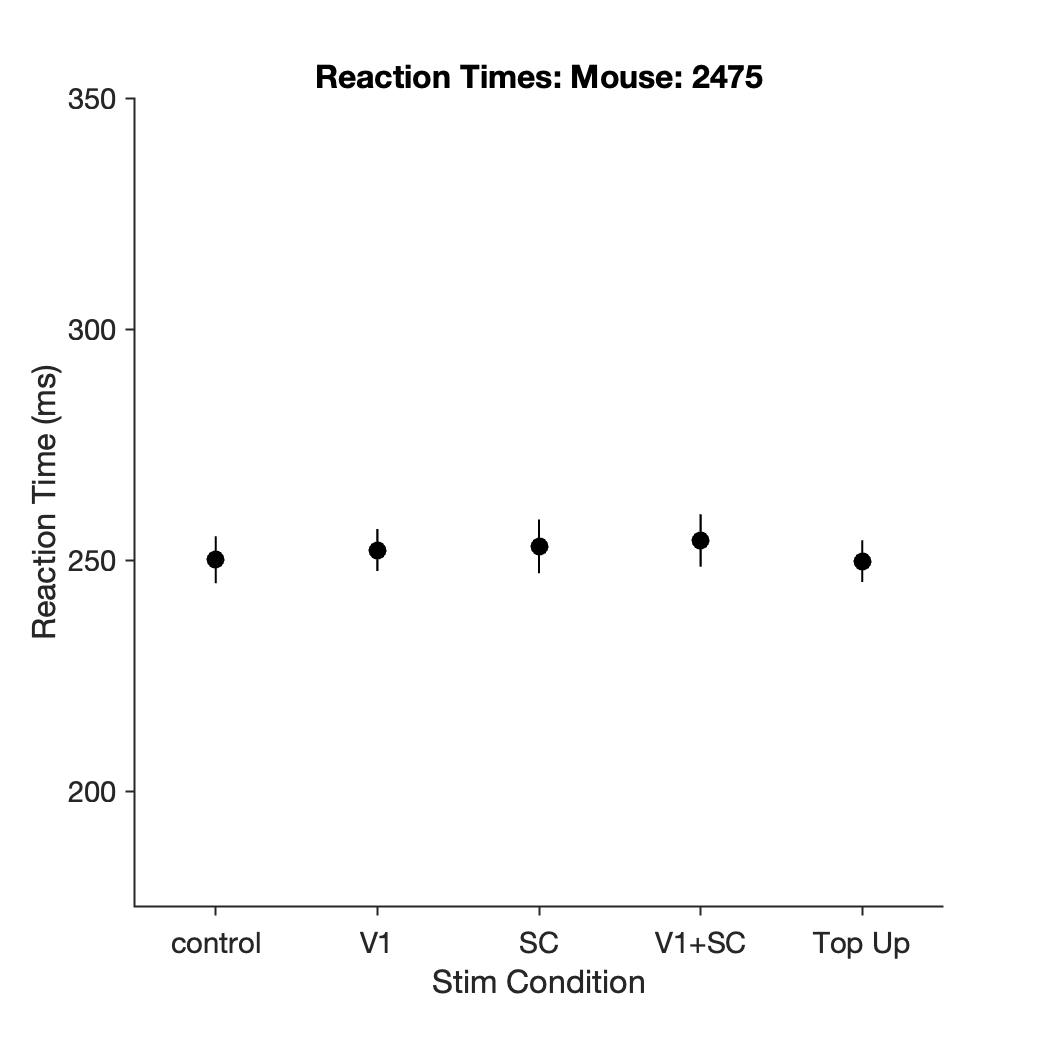 Reaction Times: Mouse: 2475
350
300
250
200
Reaction Time (ms)
control
V1
SC
V1+SC
Top Up
Stim Condition